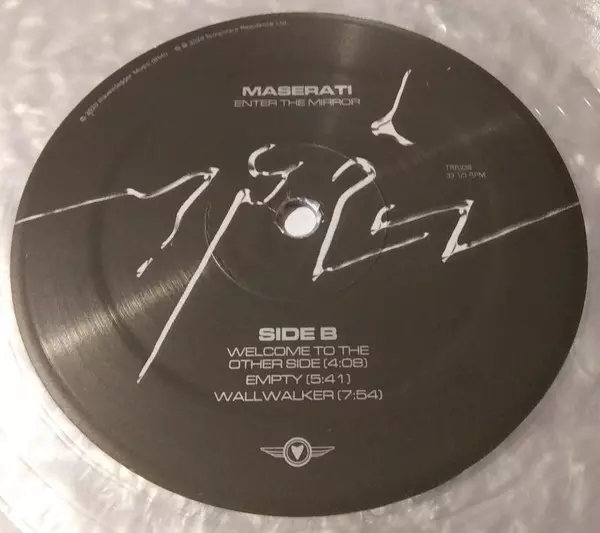 MASERATI
ENTER THE MIRROR
TRR336
33 1/3 RPM
SIDE B
WELCOME TO THE
OTHER SIDE (4:08)
EMPTY (5:41)
WALLWALKER (7:54)